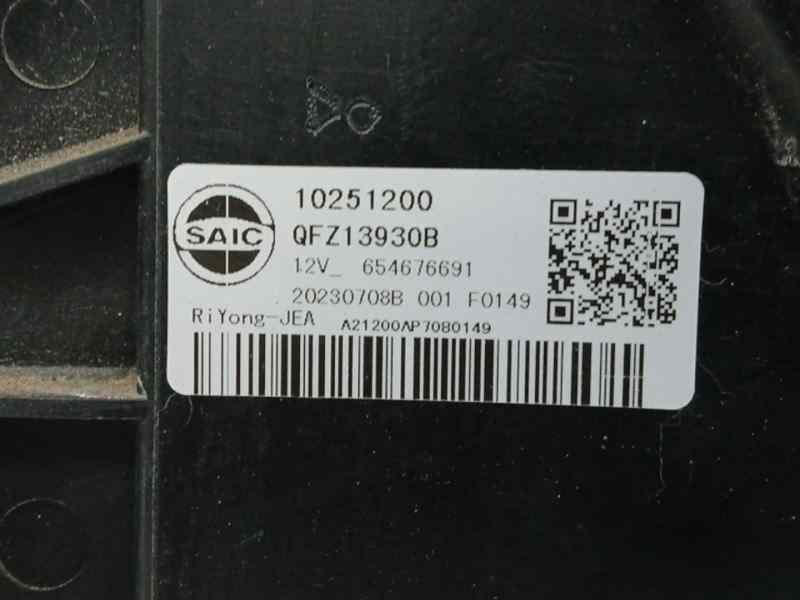 SAIC
10251200
QFZ13930B
12V_ 654676691
20230708B 001 F0149
RiYong-JEA
A21200AP7080149